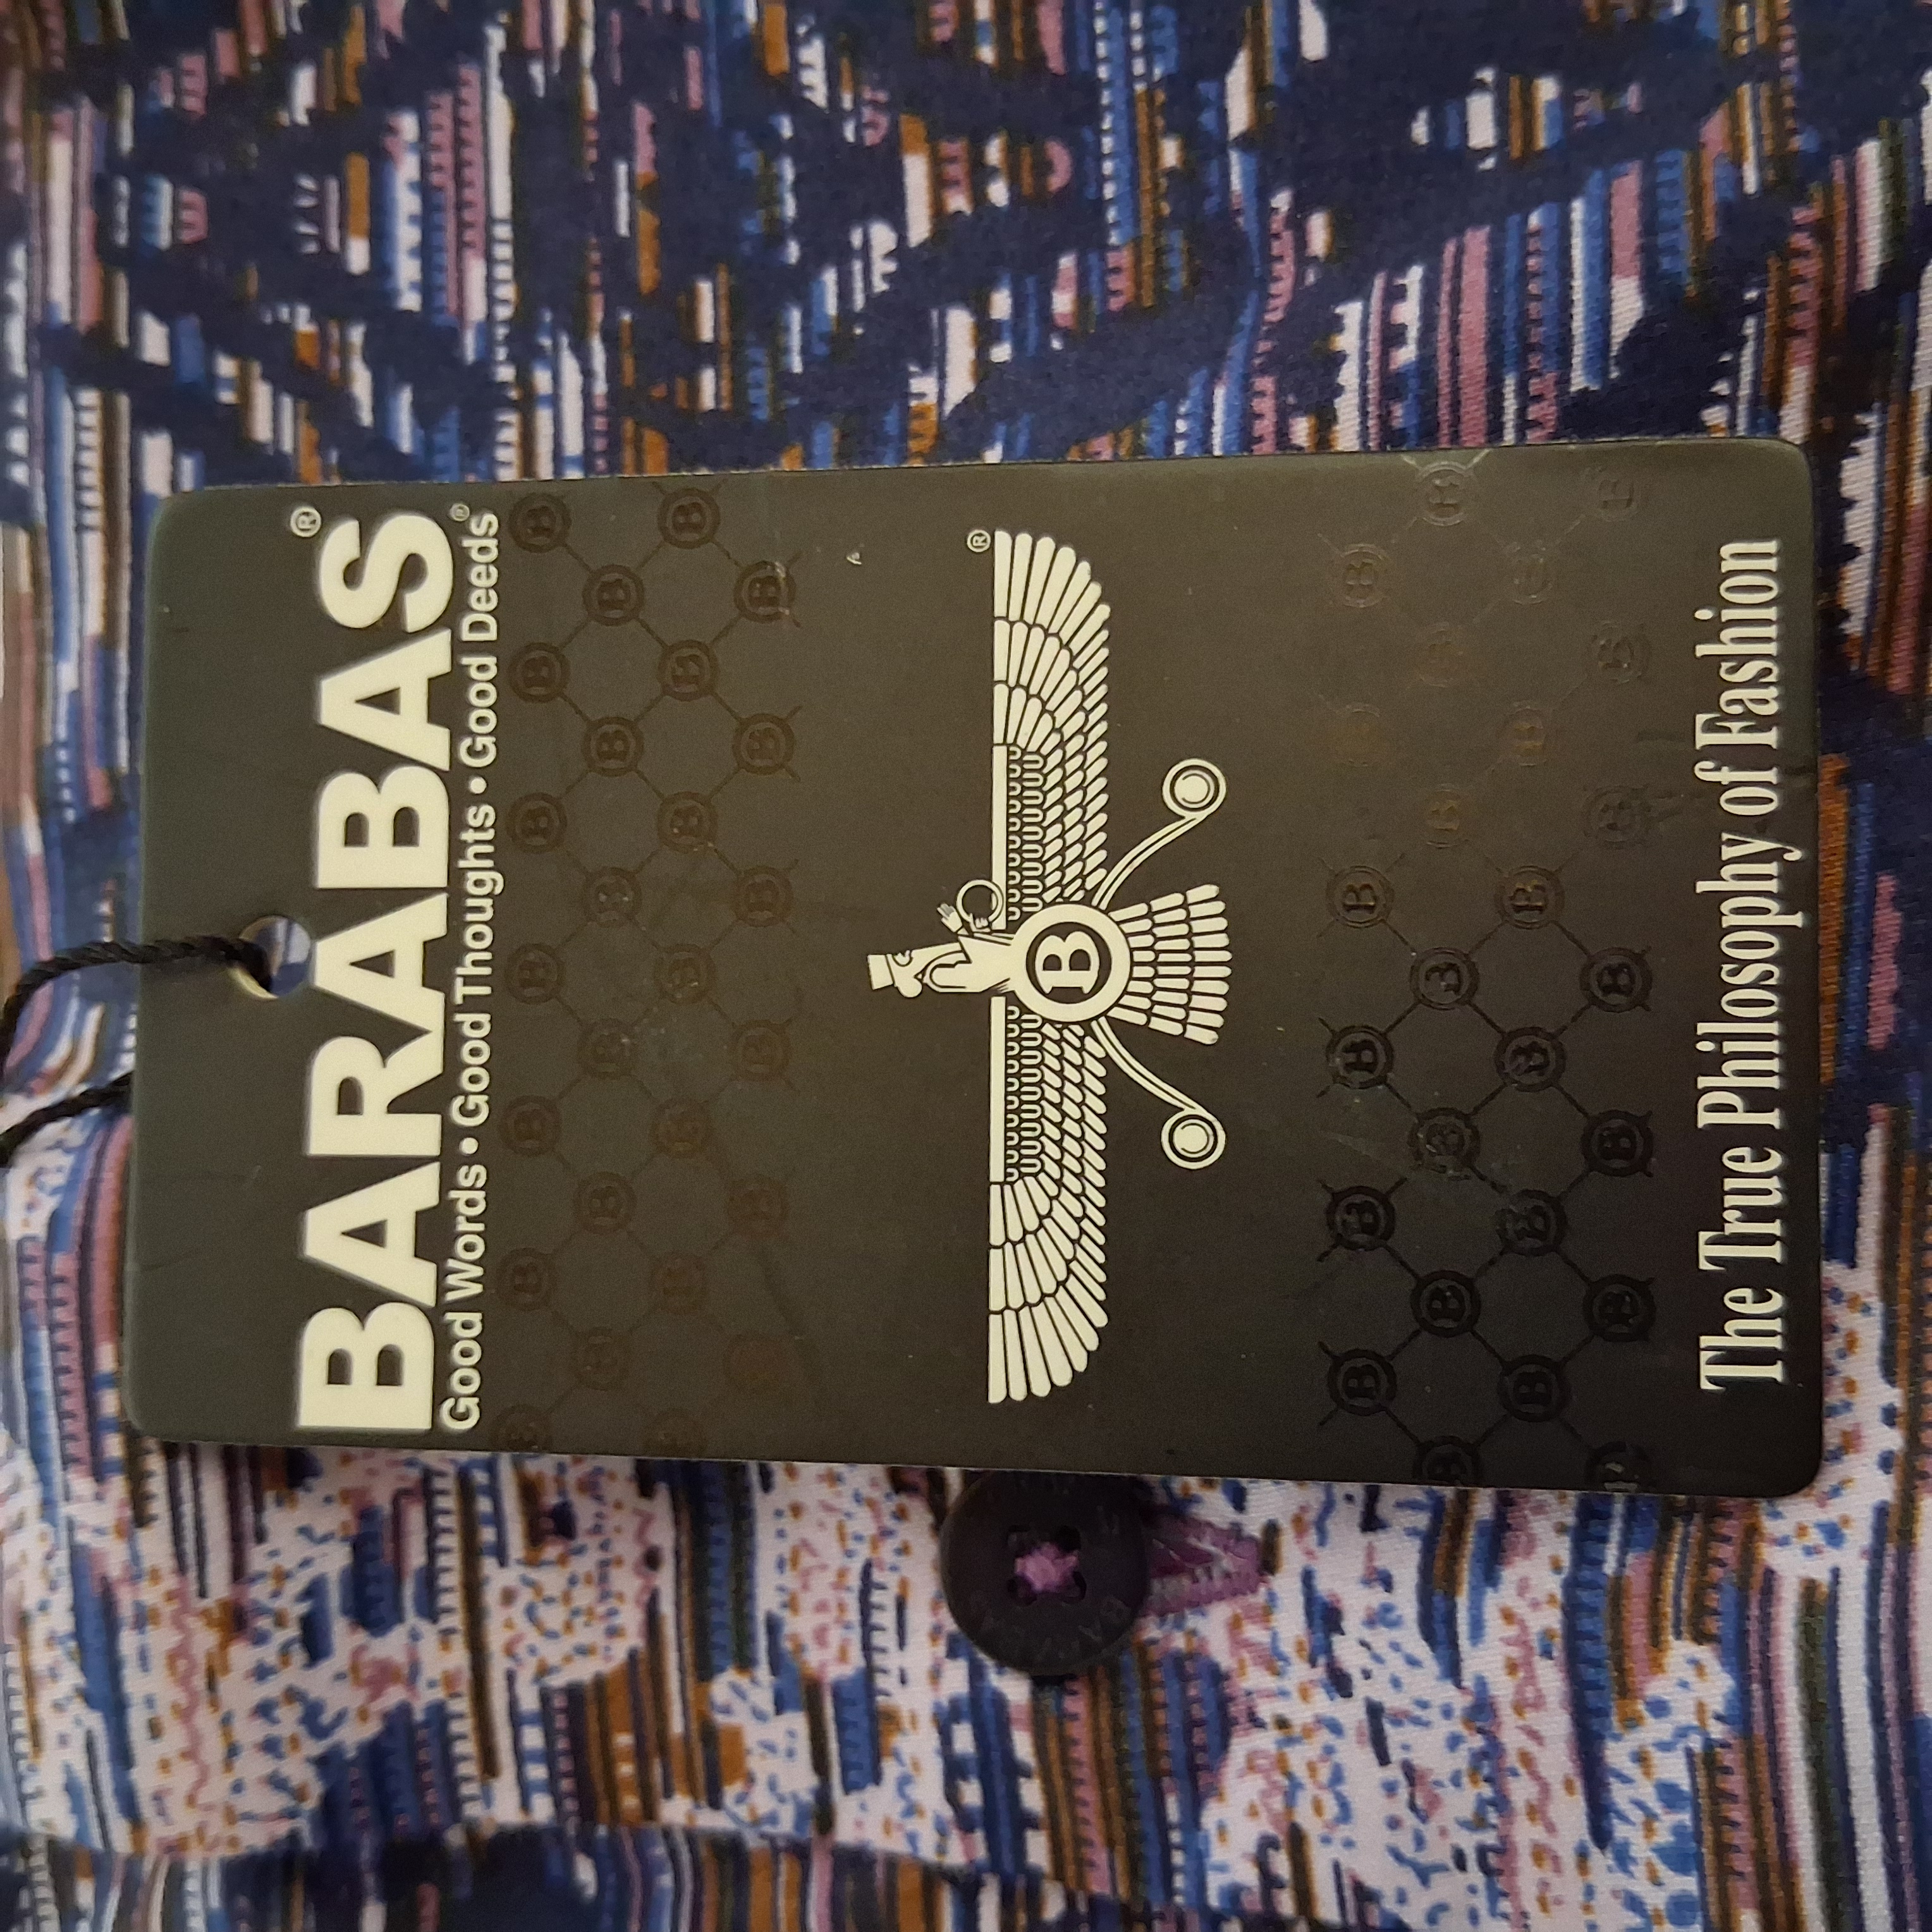 BARABAS®
Good Words • Good Thoughts • Good Deeds®
®
B
The True Philosophy of Fashion